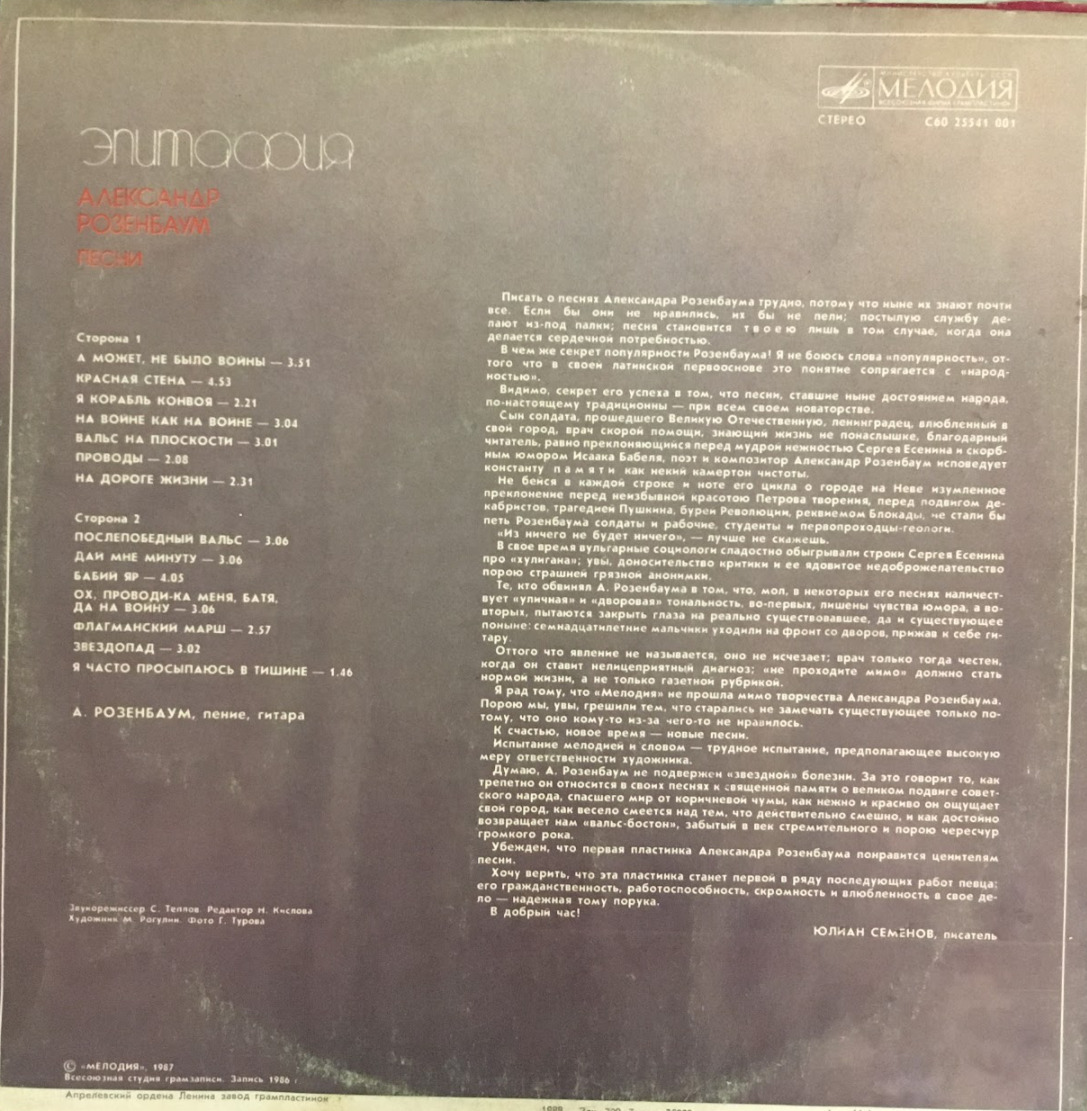 МИНИСТЕРСТВО КУЛЬТУРЫ СССР
МЕЛОДИЯ
ВСЕСОЮЗНАЯ ФИРМА ГРАМПЛАСТИНОК
СТЕРЕО С60 25541 001
эпитафия
АЛЕКСАНДР
РОЗЕНБАУМ
ПЕСНИ
Сторона 1
А МОЖЕТ, НЕ БЫЛО ВОЙНЫ — 3.51
КРАСНАЯ СТЕНА — 4.53
Я КОРАБЛЬ КОНВОЯ — 2.21
НА ВОЙНЕ КАК НА ВОЙНЕ — 3.04
ВАЛЬС НА ПЛОСКОСТИ — 3.01
ПРОВОДЫ — 2.08
НА ДОРОГЕ ЖИЗНИ — 2.31
Сторона 2
ПОСЛЕПОБЕДНЫЙ ВАЛЬС — 3.06
ДАЙ МНЕ МИНУТУ — 3.06
БАБИЙ ЯР — 4.05
ОХ, ПРОВОДИ-КА МЕНЯ, БАТЯ,
ДА НА ВОЙНУ — 3.06
ФЛАГМАНСКИЙ МАРШ — 2.57
ЗВЕЗДОПАД — 3.02
Я ЧАСТО ПРОСЫПАЮСЬ В ТИШИНЕ — 1.46
А. РОЗЕНБАУМ, пение, гитара
Писать о песнях Александра Розенбаума трудно, потому что ныне их знают почти
все. Если бы они не нравились, их бы не пели; постылую службу де-
лают из-под палки; песня становится твоею лишь в том случае, когда она
делается сердечной потребностью.
В чем же секрет популярности Розенбаума! Я не боюсь слова «популярность», от-
того что в своей латинской первооснове это понятие сопрягается с «народ-
ностью».
Видимо, секрет его успеха в том, что песни, ставшие ныне достоянием народа,
по-настоящему традиционны — при всем своем новаторстве.
Сын солдата, прошедшего Великую Отечественную, ленинградец, влюбленный в
свой город, врач скорой помощи, знающий жизнь не понаслышке, благодарный
читатель, равно преклоняющийся перед мудрой нежностью Сергея Есенина и скорб-
ным юмором Исаака Бабеля, поэт и композитор Александр Розенбаум исповедует
константу памяти как некий камертон чистоты.
Не бейся в каждой строке и ноте его цикла о городе на Неве изумленное
преклонение перед неизбывной красотою Петрова творения, перед подвигом де-
кабристов, трагедией Пушкина, бурей Революции, реквиемом Блокады, не стали бы
петь Розенбаума солдаты и рабочие, студенты и первопроходцы-геологи.
«Из ничего не будет ничего», — лучше не скажешь.
В свое время вульгарные социологи сладостно обыгрывали строки Сергея Есенина
про «хулигана»; увы, доносительство критики и ее ядовитое недоброжелательство
порою страшней грязной анонимки.
Те, кто обвинял А. Розенбаума в том, что, мол, в некоторых его песнях наличест-
вует «уличная» и «дворовая» тональность, во-первых, лишены чувства юмора, а во-
вторых, пытаются закрыть глаза на реально существовавшее, да и существующее
поныне: семнадцатилетние мальчики уходили на фронт со дворов, прижав к себе ги-
тару.
Оттого что явление не называется, оно не исчезает; врач только тогда честен,
когда он ставит нелицеприятный диагноз; «не проходите мимо» должно стать
нормой жизни, а не только газетной рубрикой.
Я рад тому, что «Мелодия» не прошла мимо творчества Александра Розенбаума.
Порою мы, увы, грешили тем, что старались не замечать существующее только по-
тому, что оно кому-то из-за чего-то не нравилось.
К счастью, новое время — новые песни.
Испытание мелодией и словом — трудное испытание, предполагающее высокую
меру ответственности художника.
Думаю, А. Розенбаум не подвержен «звездной» болезни. За это говорит то, как
трепетно он относится в своих песнях к священной памяти о великом подвиге совет-
ского народа, спасшего мир от коричневой чумы, как нежно и красиво он ощущает
свой город, как весело смеется над тем, что действительно смешно, и как достойно
возвращает нам «вальс-бостон», забытый в век стремительного и порою чересчур
громкого рока.
Убежден, что первая пластинка Александра Розенбаума понравится ценителям
песни.
Хочу верить, что эта пластинка станет первой в ряду последующих работ певца;
его гражданственность, работоспособность, скромность и влюбленность в свое де-
ло — надежная тому порука.
В добрый час!
ЮЛИАН СЕМЕНОВ, писатель
Звукорежиссер С. Теплов. Редактор Н. Кислова
Художник М. Рогулин. Фото Г. Турова
© «МЕЛОДИЯ», 1987
Всесоюзная студия грамзаписи. Запись 1986 г
Апрелевский ордена Ленина завод грампластинок